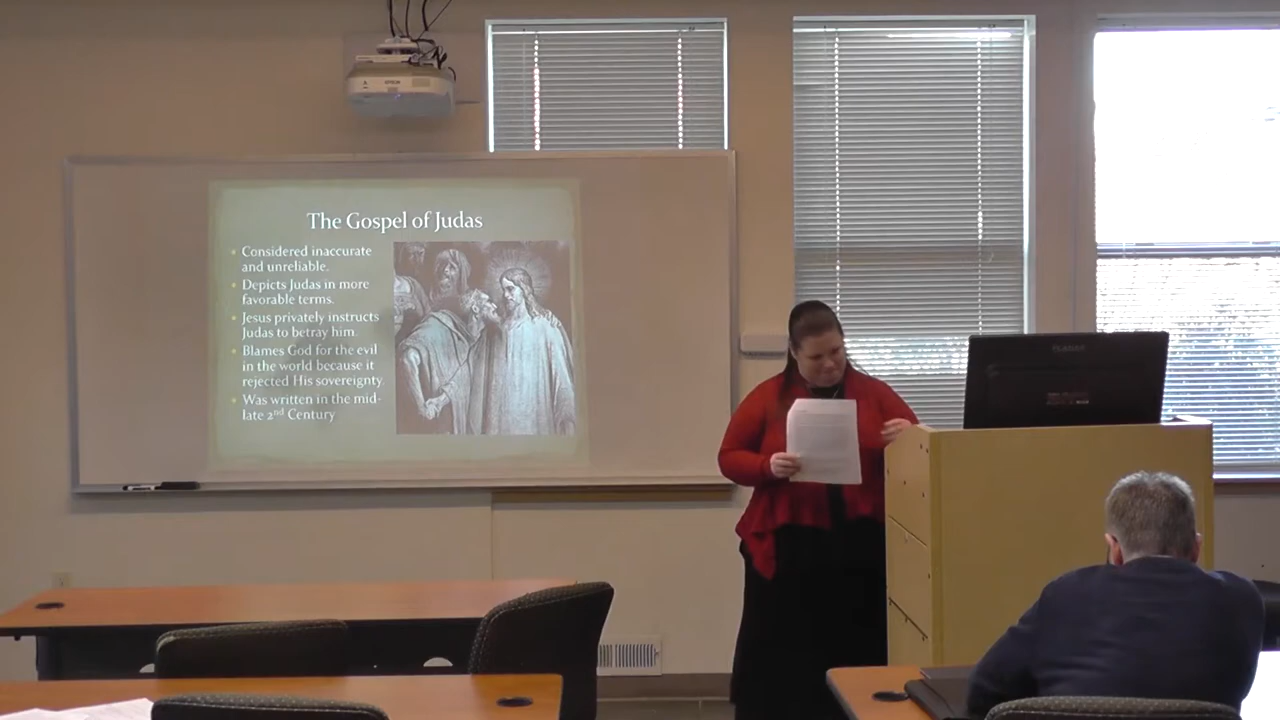 The Gospel of Judas
Considered inaccurate
and unreliable.
Depicts Judas in more
favorable terms.
Jesus privately instructs
Judas to betray him.
Blames God for the evil
in the world because it
rejected His sovereignty.
Was written in the mid-
late 2nd Century